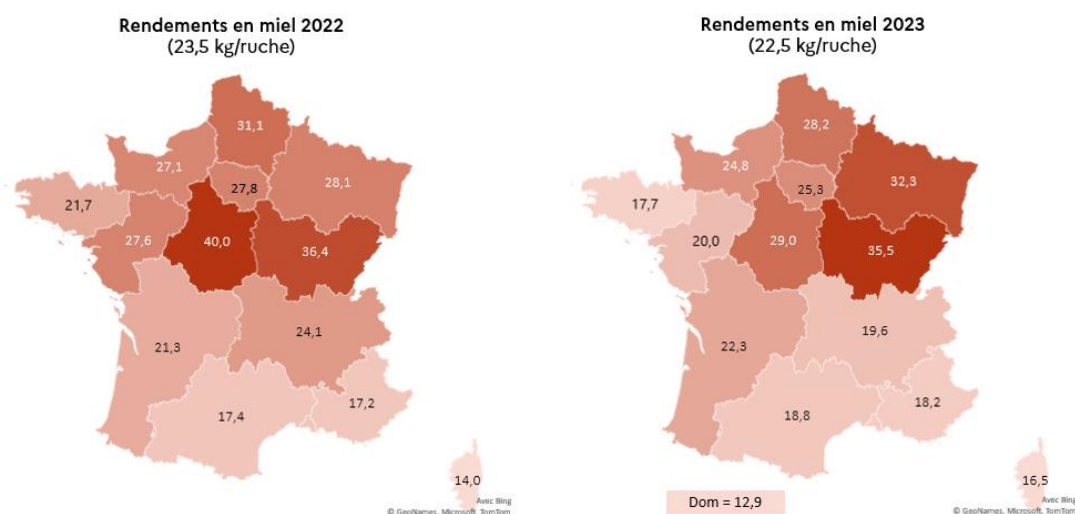 Rendements en miel 2022
(23,5 kg/ruche)
31,1
27,1
27,8
28,1
21,7
27,6
40,0
36,4
24,1
21,3
17,4
17,2
14,0
Avec Bing
© GeoNames, Microsoft, TomTom
Rendements en miel 2023
(22,5 kg/ruche)
28,2
24,8
25,3
32,3
17,7
20,0
29,0
35,5
19,6
22,3
18,8
18,2
16,5
Dom = 12,9
Avec Bing
© GeoNames, Microsoft, TomTom